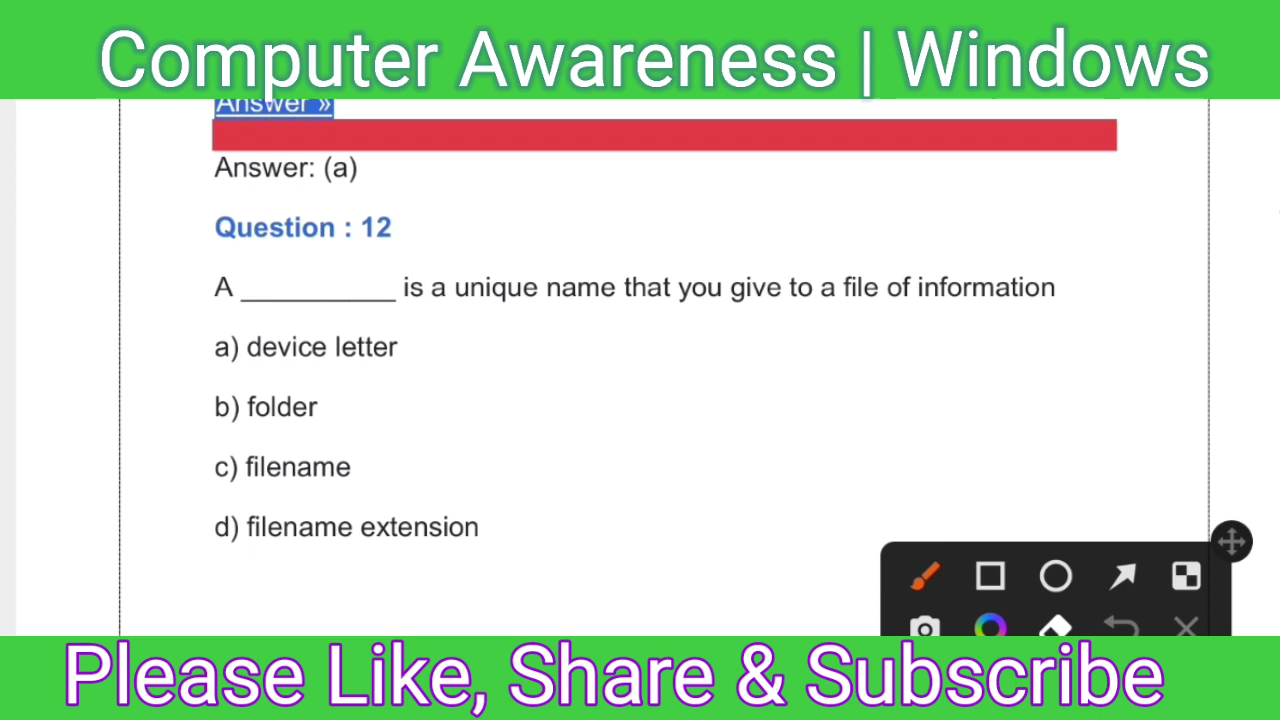 Computer Awareness | Windows
Answer »
Answer: (a)
Question : 12
A __________ is a unique name that you give to a file of information
a) device letter
b) folder
c) filename
d) filename extension
Please Like, Share & Subscribe